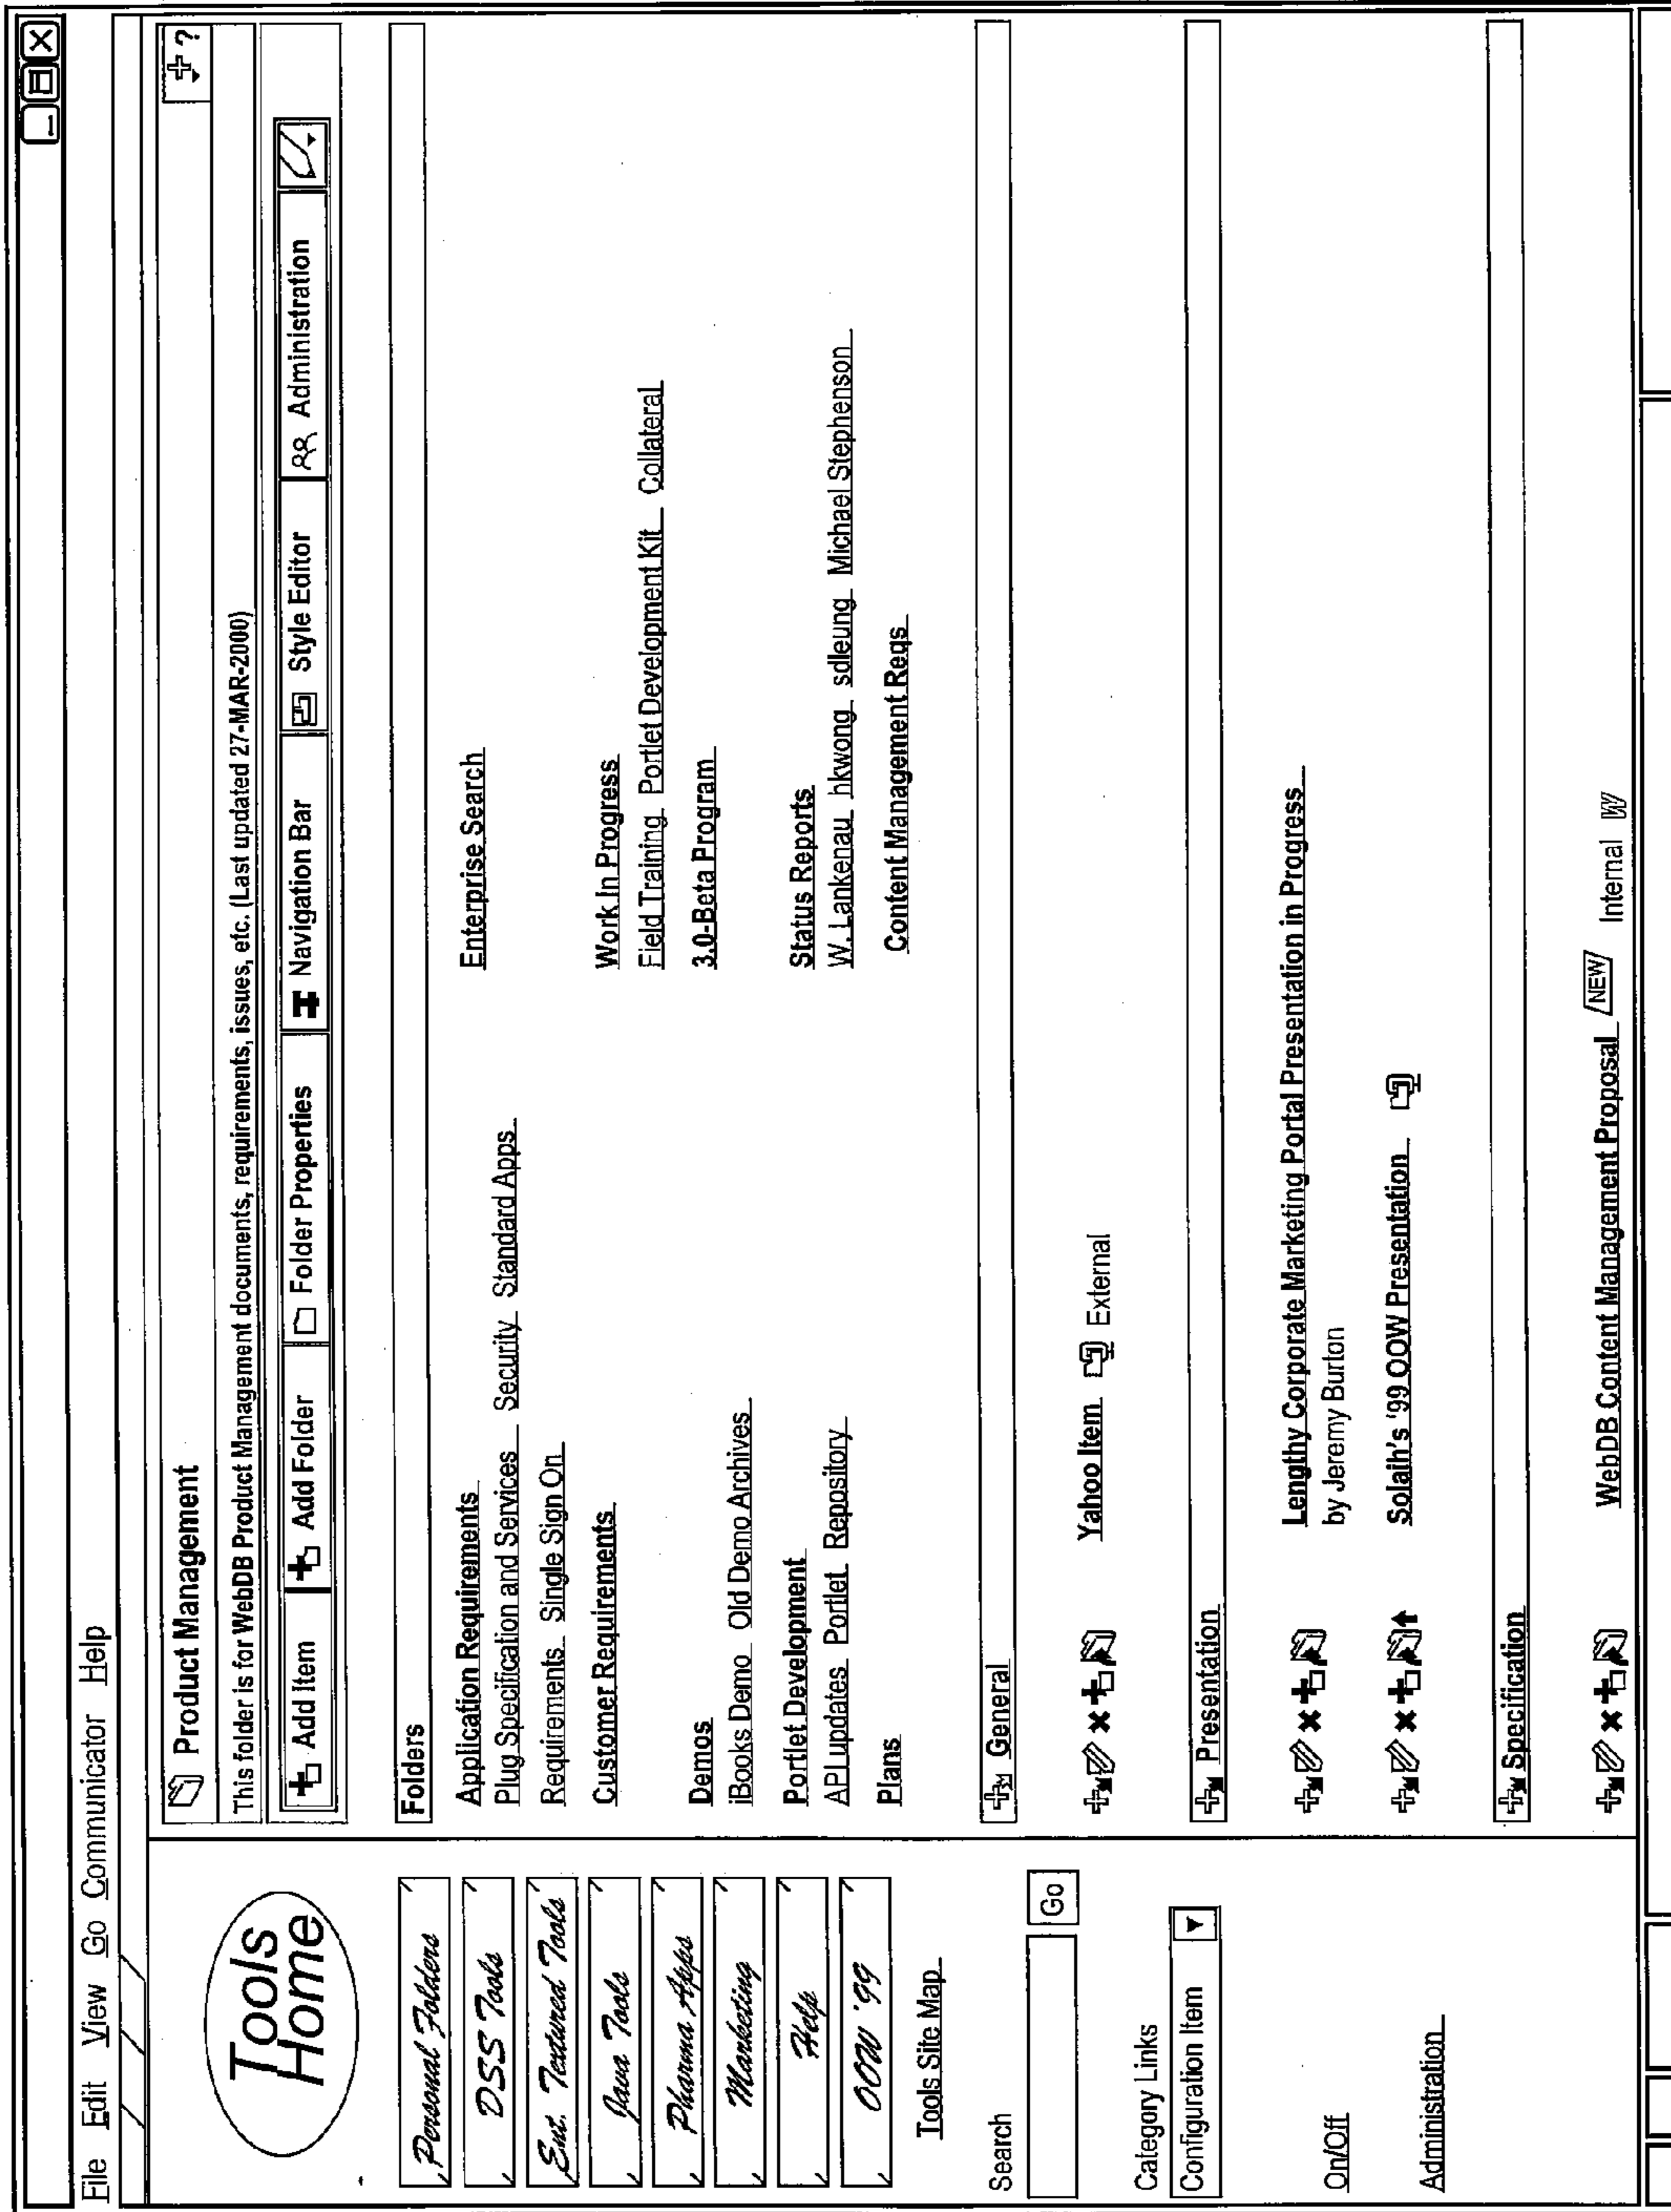 File Edit View Go Communicator Help
Tools
Home
Personal Folders
DSS Tools
Ent. Textured Tools
Java Tools
Pharma Apps
Marketing
Help
OOW '99
Tools Site Map
Search
Go
Category Links
Configuration Item
On/Off
Administration
Product Management
?
This folder is for WebDB Product Management documents, requirements, issues, etc. (Last updated 27-MAR-2000)
Add Item Add Folder Folder Properties Navigation Bar Style Editor Administration
Folders
Application Requirements
Plug Specification and Services Security Standard Apps
Requirements Single Sign On
Customer Requirements
Demos
iBooks Demo Old Demo Archives
Portlet Development
API updates Portlet Repository
Plans
Enterprise Search
Work In Progress
Field Training Portlet Development Kit Collateral
3.0-Beta Program
Status Reports
W. Lankenau hkwong sdleung Michael Stephenson
Content Management Reqs
General
Yahoo Item External
Presentation
Lengthy Corporate Marketing Portal Presentation in Progress
by Jeremy Burton
Solaih's '99 OOW Presentation
Specification
WebDB Content Management Proposal NEW Internal W